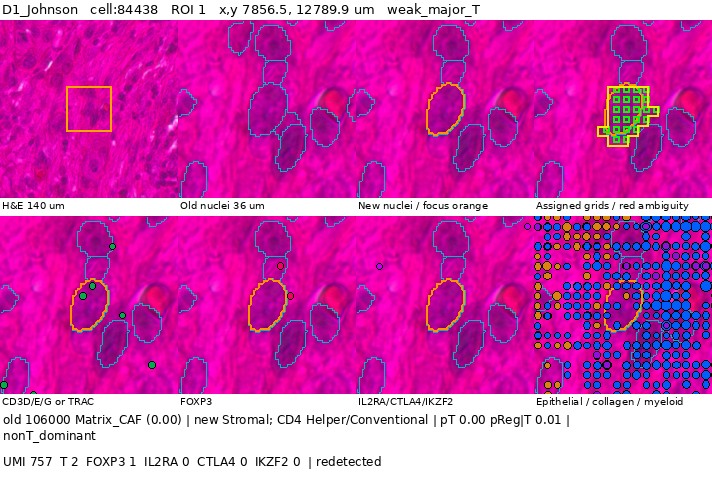 D1_Johnson   cell:84438   ROI 1   x,y 7856.5, 12789.9 um   weak_major_T
H&E 140 um
Old nuclei 36 um
New nuclei / focus orange
Assigned grids / red ambiguity
CD3D/E/G or TRAC
FOXP3
IL2RA/CTLA4/IKZF2
Epithelial / collagen / myeloid
old 106000 Matrix_CAF (0.00) | new Stromal; CD4 Helper/Conventional | pT 0.00 pReg|T 0.01 |
nonT_dominant
UMI 757  T 2  FOXP3 1  IL2RA 0  CTLA4 0  IKZF2 0  | redetected